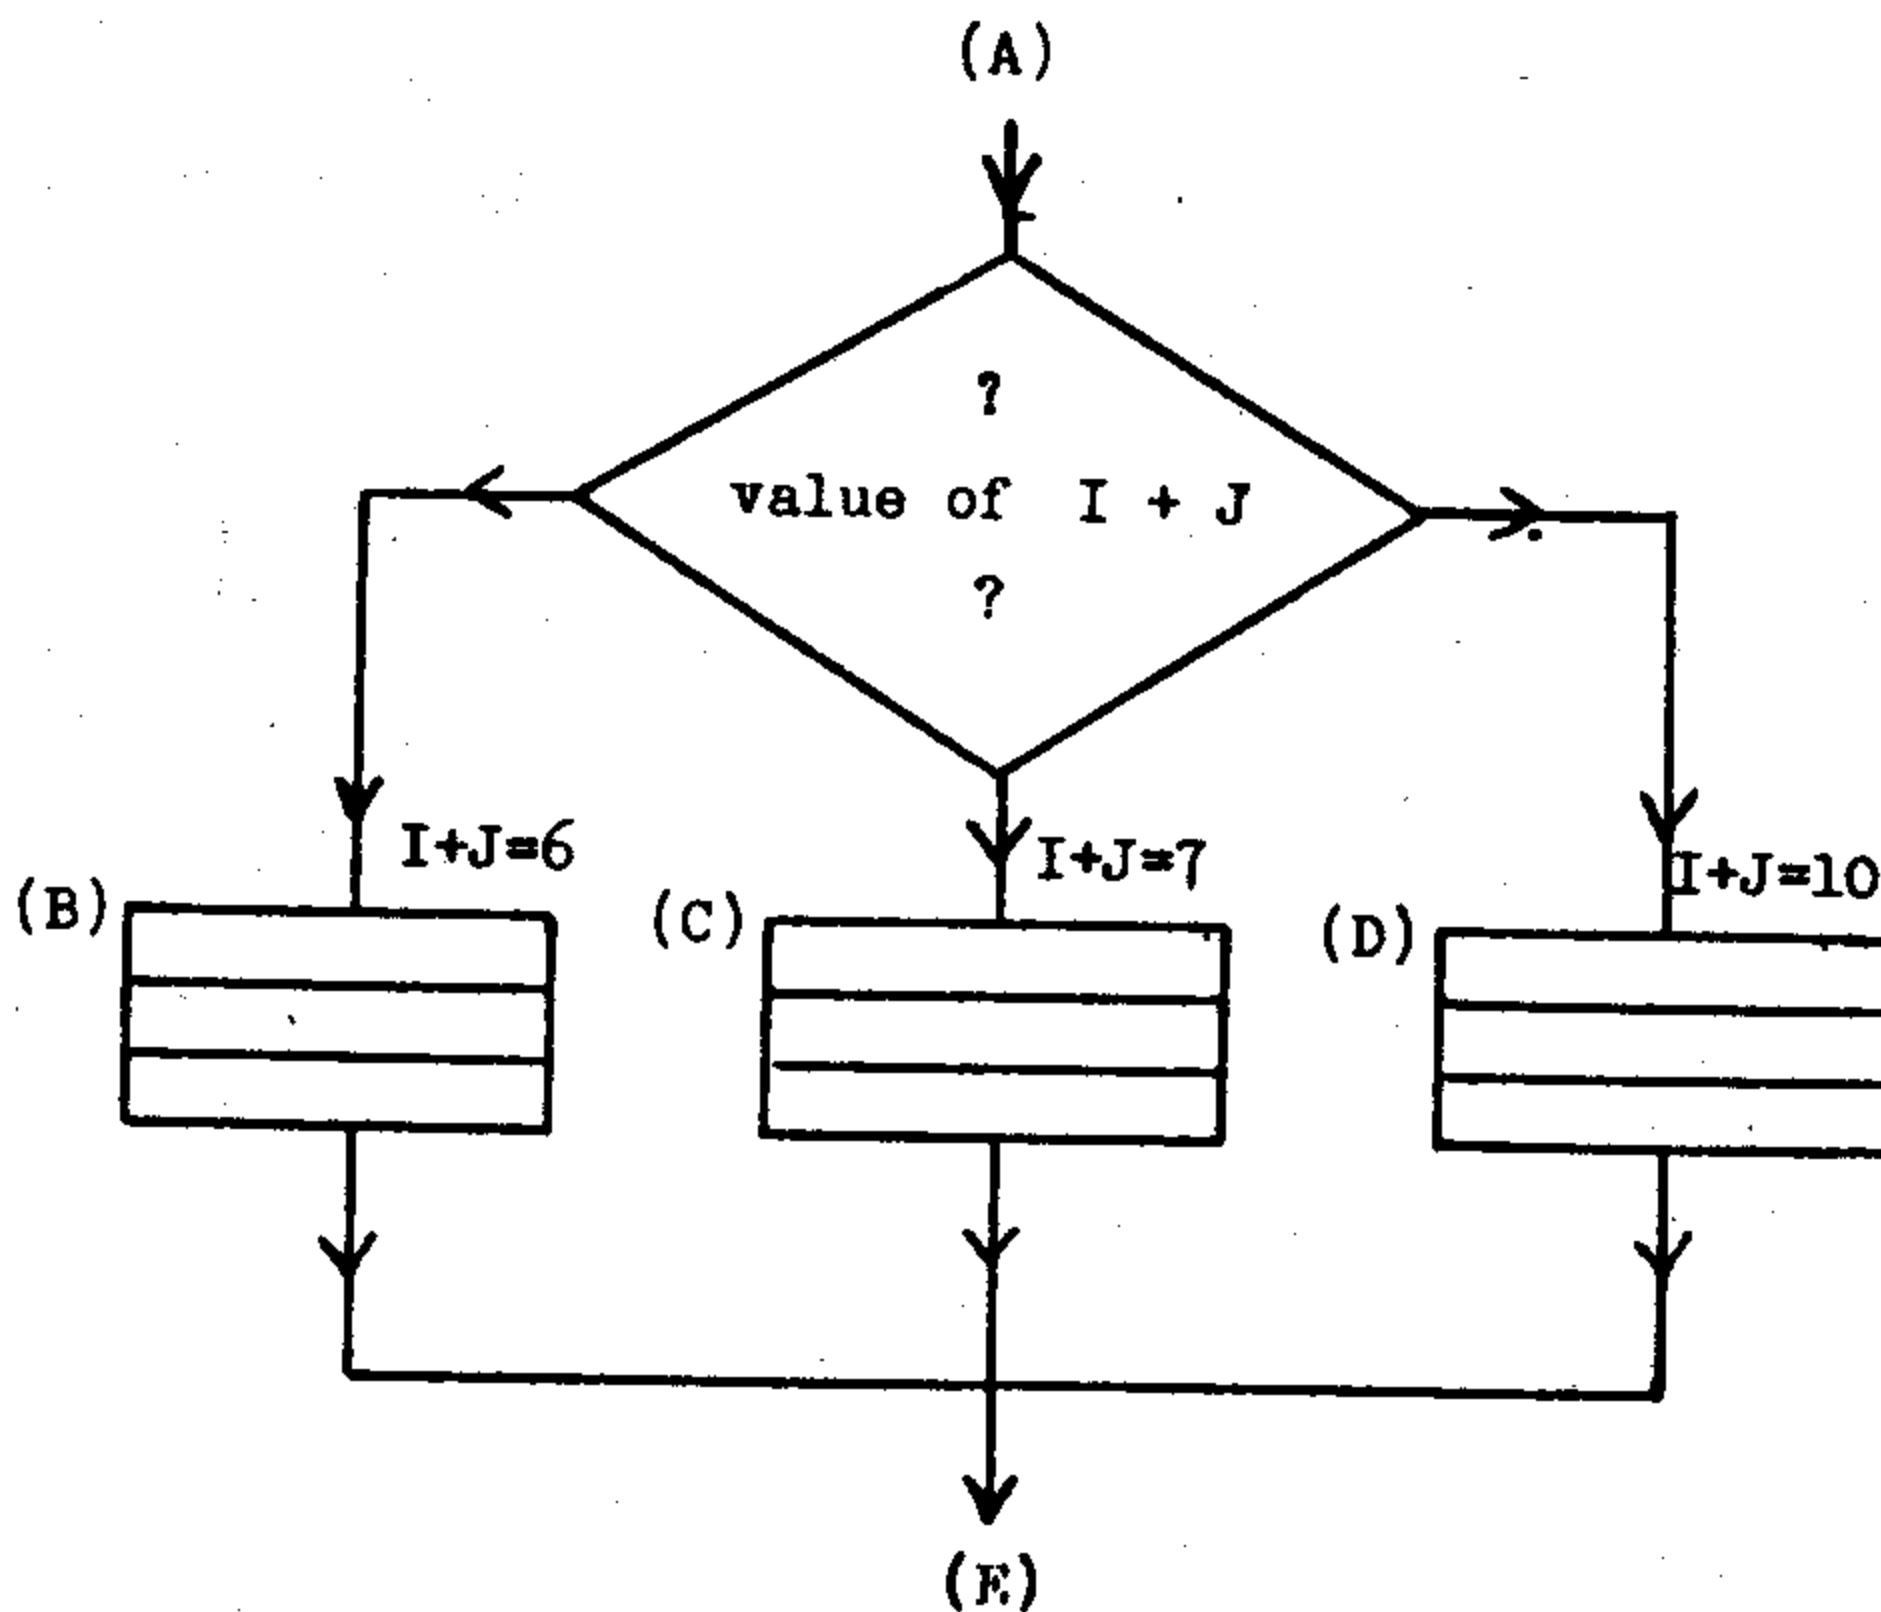 (A)
?
value of I + J
?
I+J=6
I+J=7
I+J=10
(B)
(C)
(D)
(E)